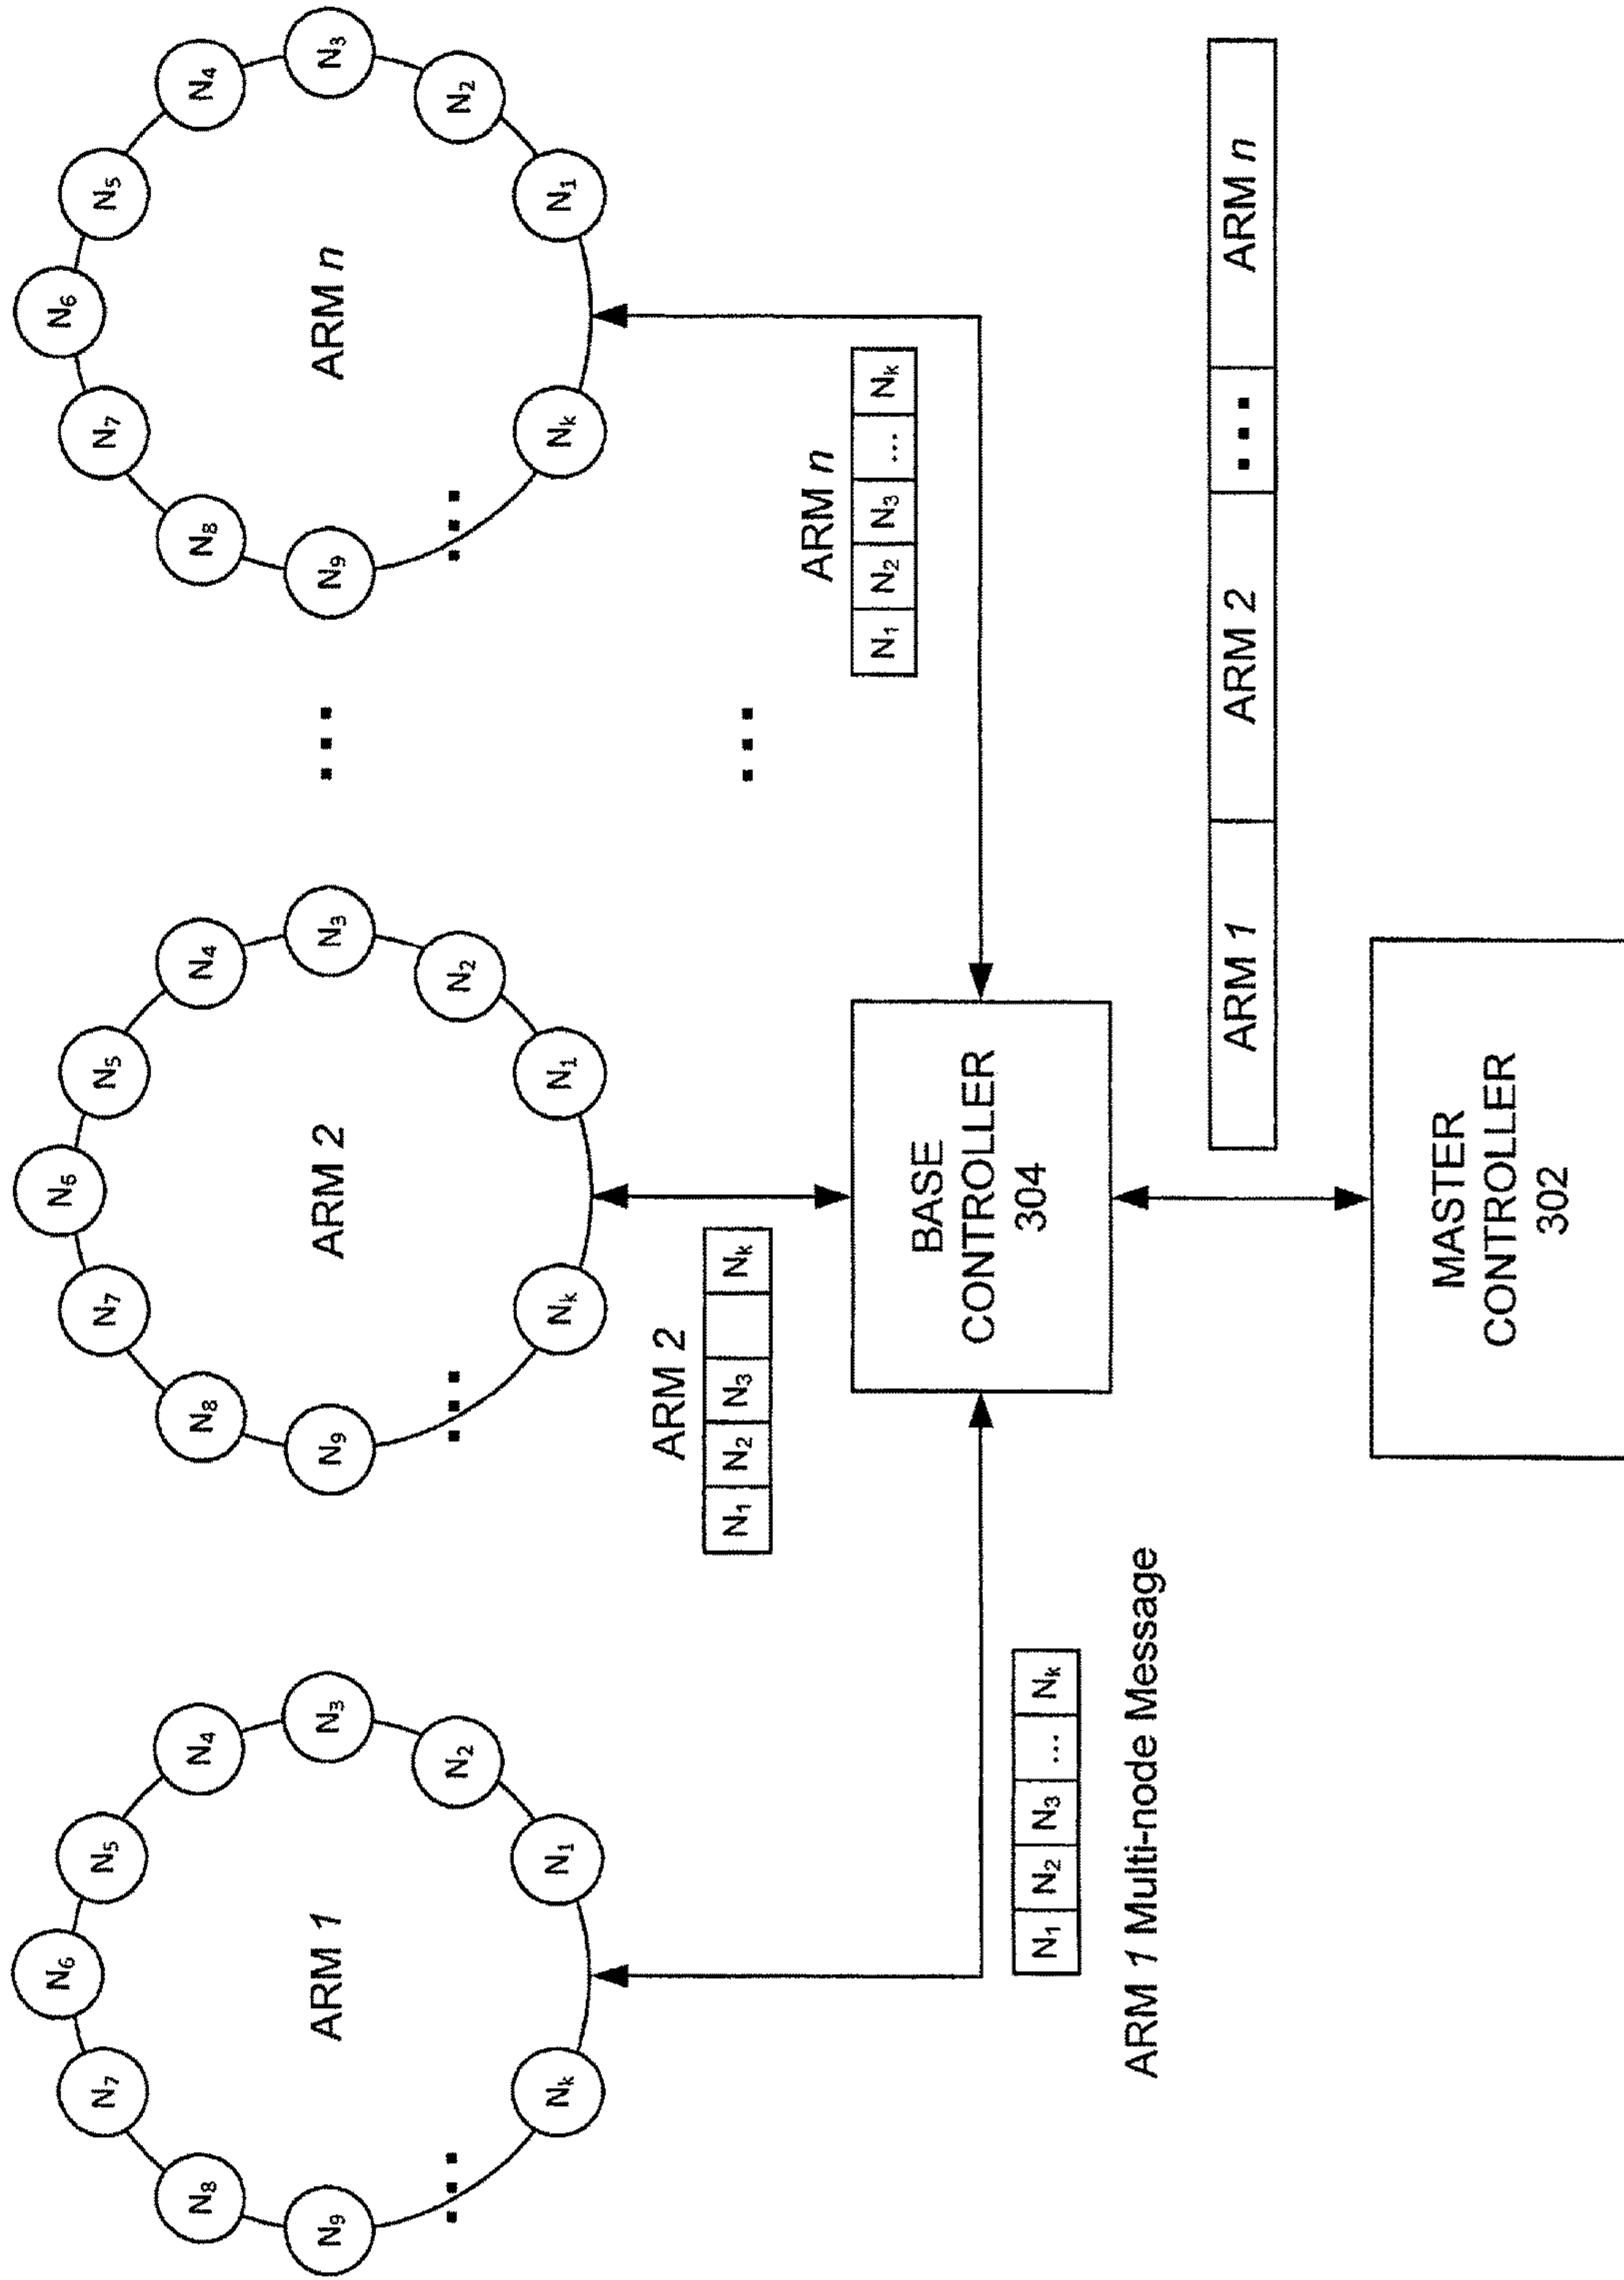 N₆
N₇
N₅
N₈
N₄
N₉
ARM 1
N₃
...
N₂
Nₖ
N₁
N₆
N₇
N₅
N₈
N₄
N₉
ARM 2
N₃
...
N₂
Nₖ
N₁
...
N₆
N₇
N₅
N₈
N₄
N₉
ARM n
N₃
...
N₂
Nₖ
N₁
ARM 2
N₁ N₂ N₃ Nₖ
...
ARM n
N₁ N₂ N₃ ... Nₖ
BASE
CONTROLLER
304
N₁ N₂ N₃ ... Nₖ
ARM 1 Multi-node Message
ARM 1 ARM 2 ... ARM n
MASTER
CONTROLLER
302